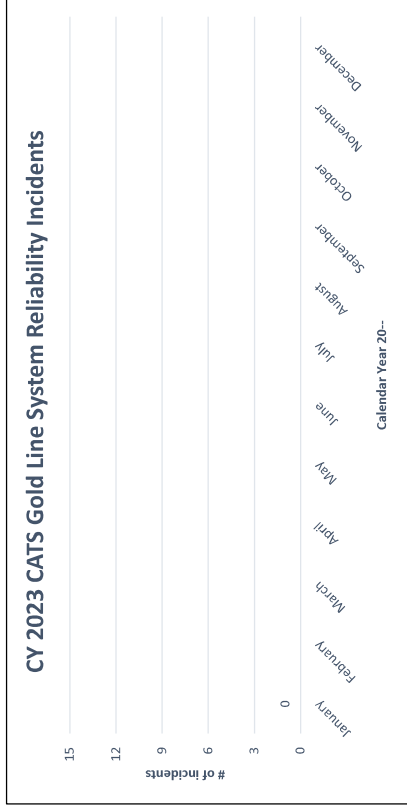 CY 2023 CATS Gold Line System Reliability Incidents
# of incidents
15
12
9
6
3
0
0
January
February
March
April
May
June
July
August
September
October
November
December
Calendar Year 20--